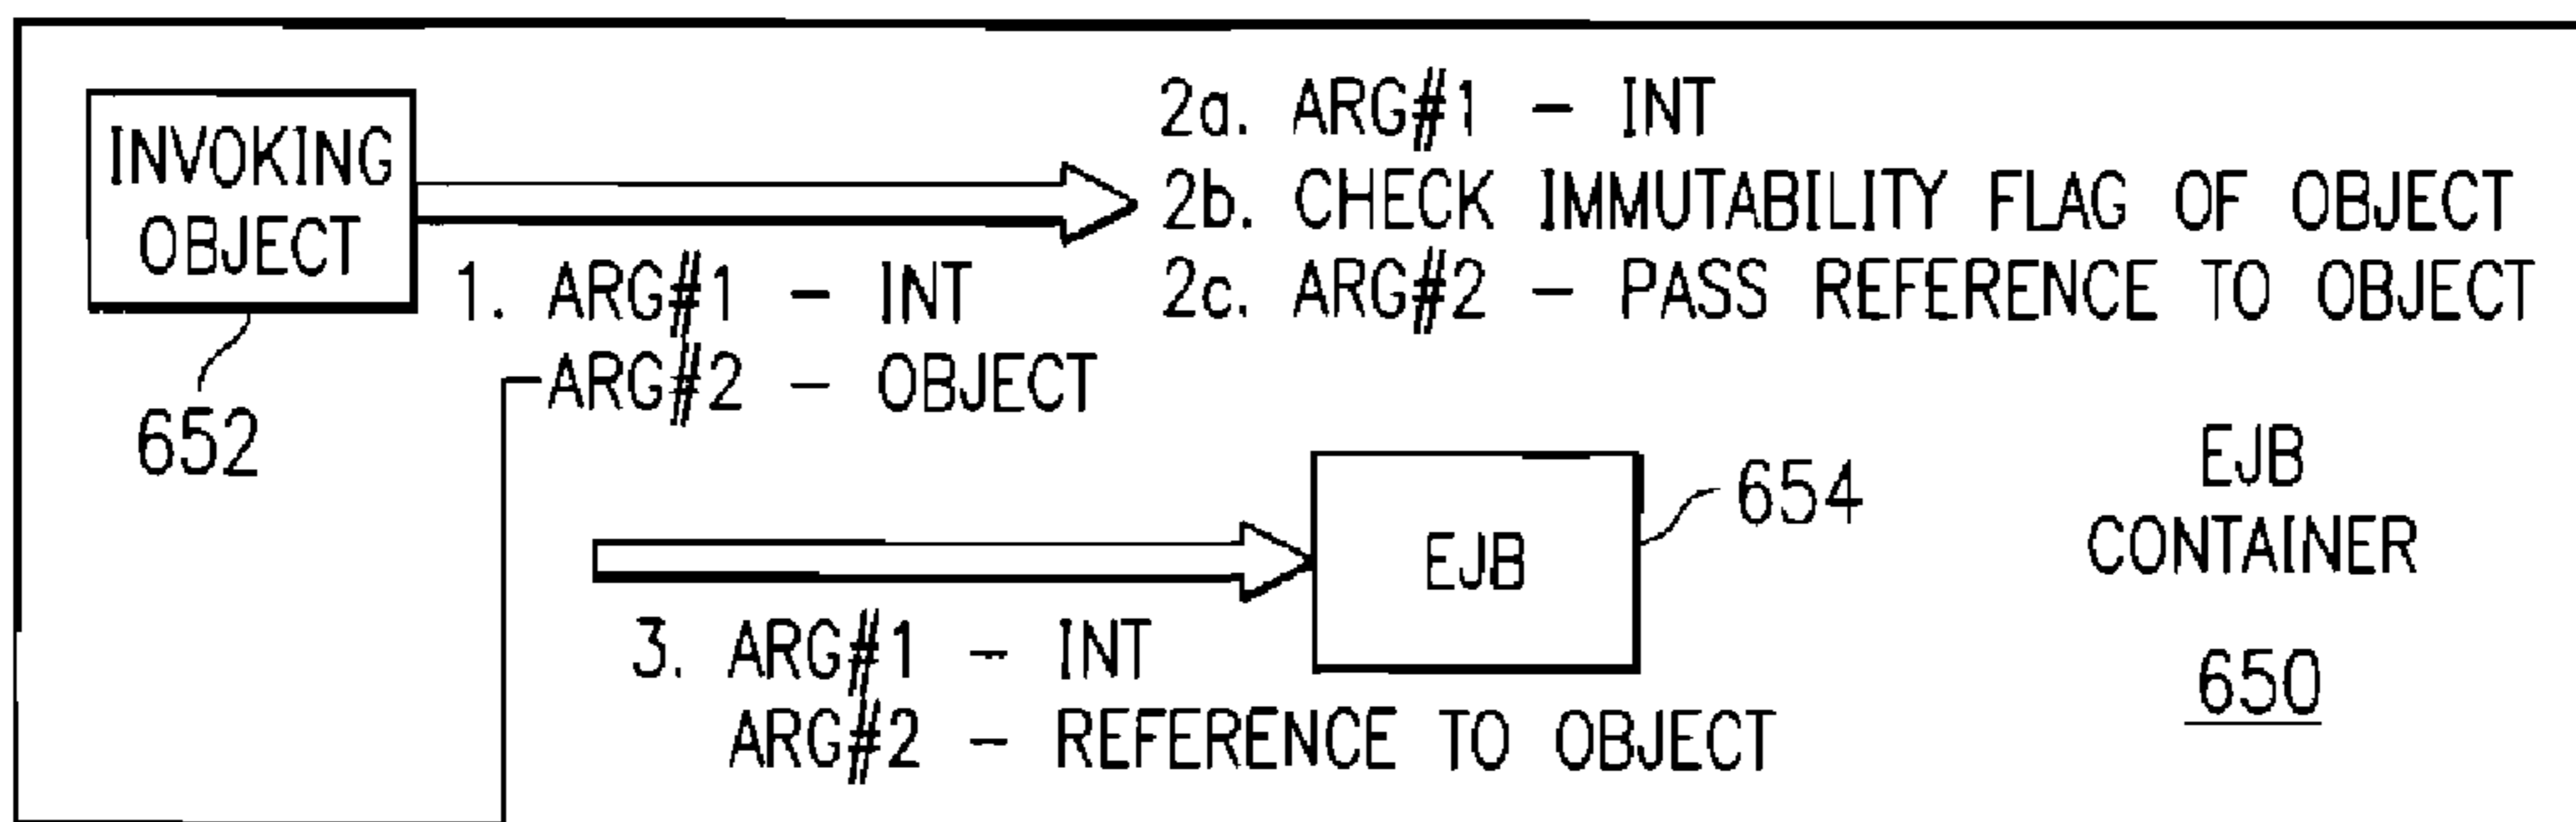 INVOKING
OBJECT
652
1. ARG#1 – INT
ARG#2 – OBJECT
2a. ARG#1 – INT
2b. CHECK IMMUTABILITY FLAG OF OBJECT
2c. ARG#2 – PASS REFERENCE TO OBJECT
3. ARG#1 – INT
ARG#2 – REFERENCE TO OBJECT
EJB
654
EJB
CONTAINER
650